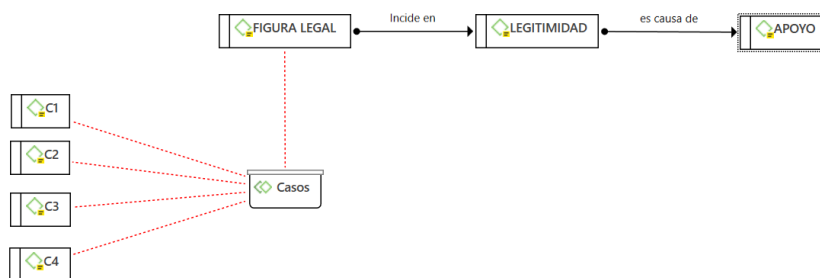 FIGURA LEGAL
Incide en
LEGITIMIDAD
es causa de
APOYO
C1
C2
Casos
C3
C4